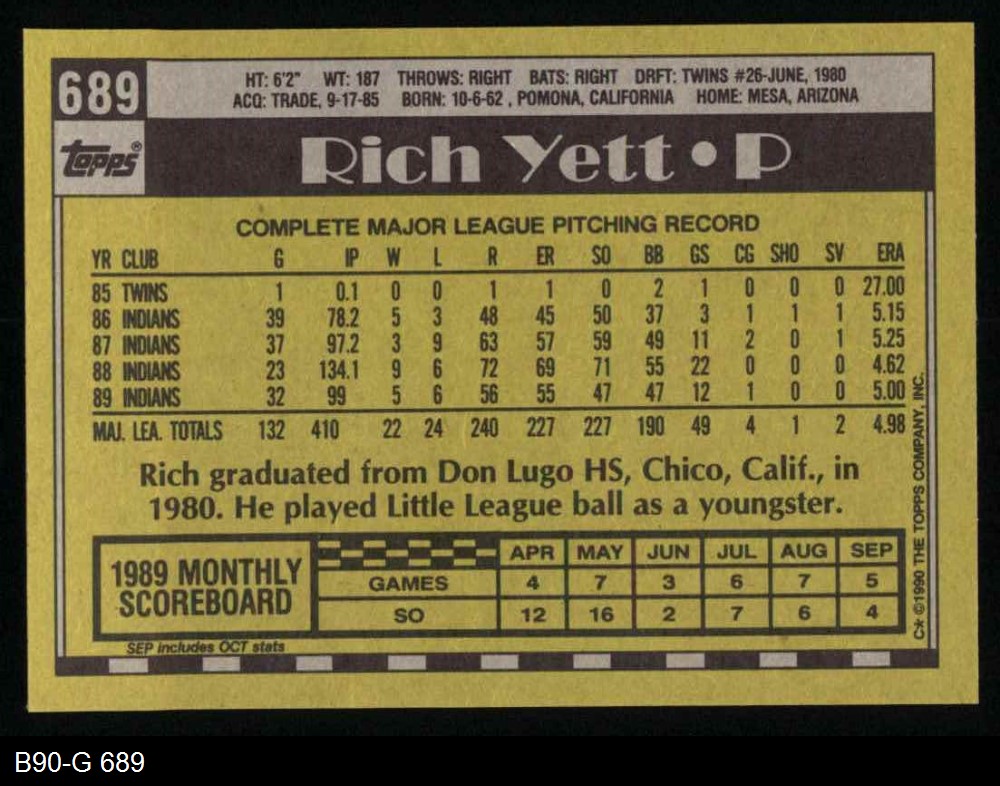 689
HT: 6'2" WT: 187 THROWS: RIGHT BATS: RIGHT DRFT: TWINS #26-JUNE, 1980
ACQ: TRADE, 9-17-85 BORN: 10-6-62 , POMONA, CALIFORNIA HOME: MESA, ARIZONA
topps®
Rich Yett • P
COMPLETE MAJOR LEAGUE PITCHING RECORD
YR CLUB G IP W L R ER SO BB GS CG SHO SV ERA
85 TWINS 1 0.1 0 0 1 1 0 2 1 0 0 0 27.00
86 INDIANS 39 78.2 5 3 48 45 50 37 3 1 1 1 5.15
87 INDIANS 37 97.2 3 9 63 57 59 49 11 2 0 1 5.25
88 INDIANS 23 134.1 9 6 72 69 71 55 22 0 0 0 4.62
89 INDIANS 32 99 5 6 56 55 47 47 12 1 0 0 5.00
MAJ. LEA. TOTALS 132 410 22 24 240 227 227 190 49 4 1 2 4.98
Rich graduated from Don Lugo HS, Chico, Calif., in
1980. He played Little League ball as a youngster.
1989 MONTHLY
SCOREBOARD
APR MAY JUN JUL AUG SEP
GAMES 4 7 3 6 7 5
SO 12 16 2 7 6 4
SEP includes OCT stats
C* ©1990 THE TOPPS COMPANY, INC.
B90-G 689